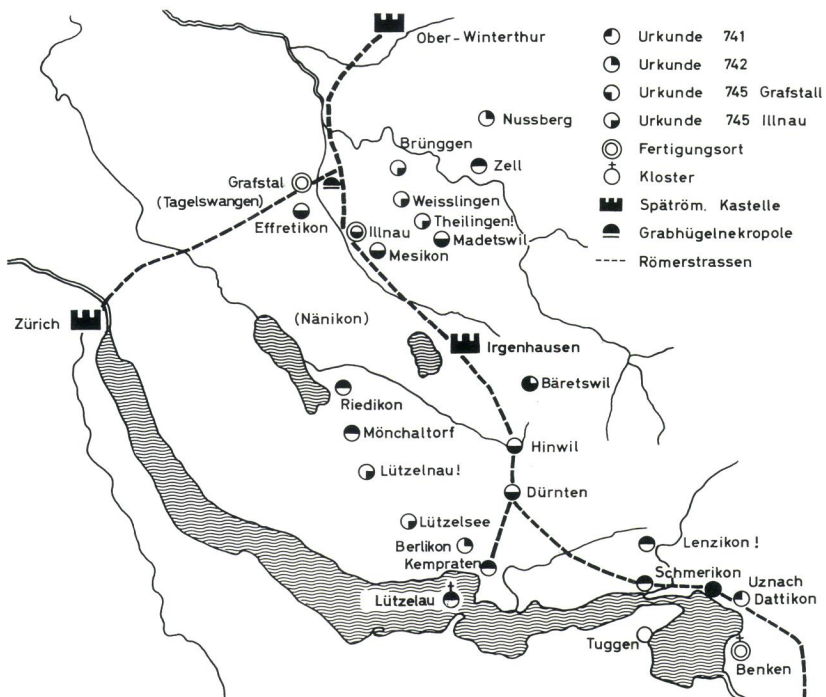 Ober-Winterthur
Urkunde 741
Urkunde 742
Urkunde 745 Grafstall
Urkunde 745 Illnau
Fertigungsort
Kloster
Spätröm. Kastelle
Grabhügelnekropole
Römerstrassen
Nussberg
Brünggen
Zell
Grafstal
(Tagelswangen)
Weisslingen
Effretikon
Theilingen!
Illnau
Madetswil
Mesikon
Zürich
(Nänikon)
Irgenhausen
Bäretswil
Riedikon
Mönchaltorf
Hinwil
Lützelnau!
Dürnten
Lützelsee
Berlikon
Lenzikon!
Kempraten
Schmerikon
Uznach
Lützelau
Dattikon
Tuggen
Benken